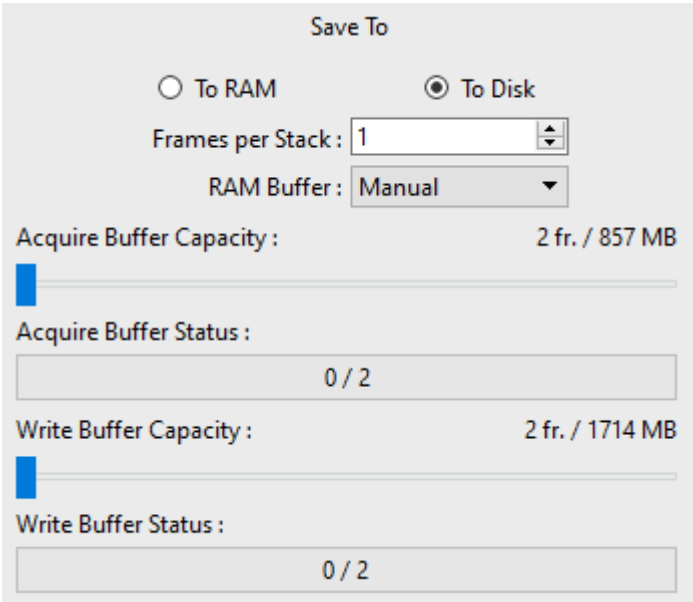 Save To
To RAM To Disk
Frames per Stack : 1
RAM Buffer : Manual
Acquire Buffer Capacity : 2 fr. / 857 MB
Acquire Buffer Status :
0 / 2
Write Buffer Capacity : 2 fr. / 1714 MB
Write Buffer Status :
0 / 2